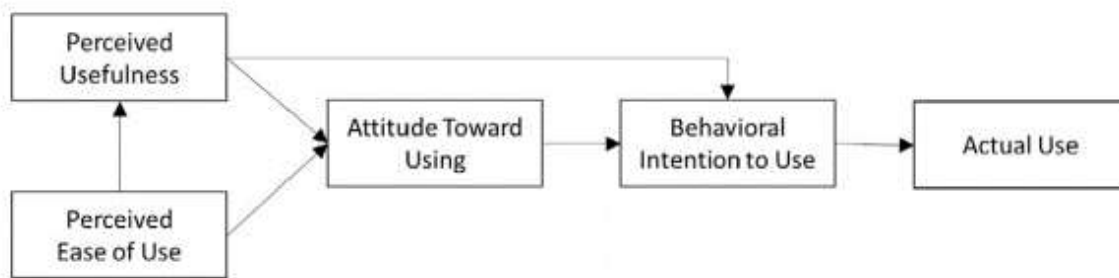 Perceived
Usefulness
Attitude Toward
Using
Behavioral
Intention to Use
Actual Use
Perceived
Ease of Use